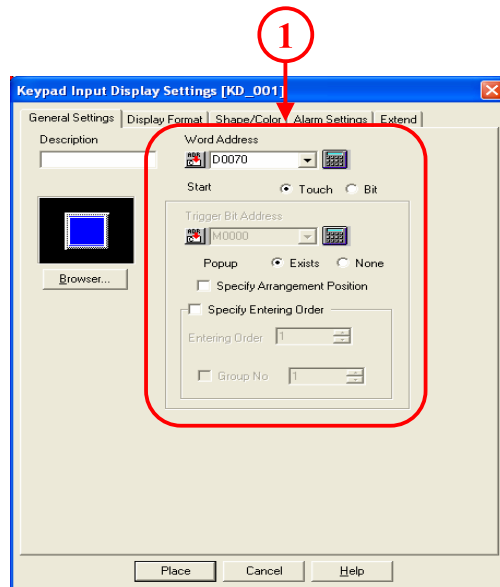 1
Keypad Input Display Settings [KD_001]
General Settings Display Format Shape/Color Alarm Settings Extend
Description Word Address
D0070
Start Touch Bit
Trigger Bit Address
M0000
Popup Exists None
Browser...
Specify Arrangement Position
Specify Entering Order
Entering Order 1
Group No 1
Place Cancel Help